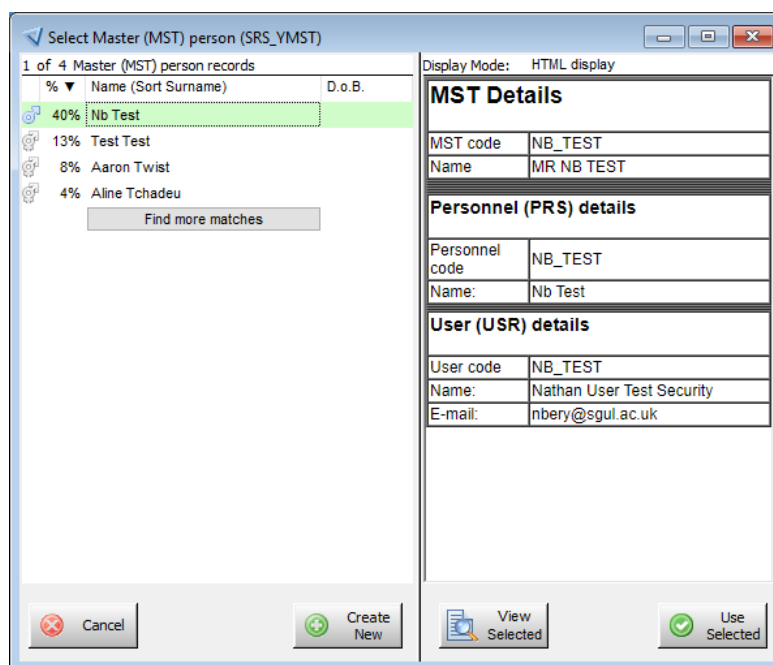 Select Master (MST) person (SRS_YMST)
1 of 4 Master (MST) person records
% ▼ Name (Sort Surname) D.o.B.
40% Nb Test
13% Test Test
8% Aaron Twist
4% Aline Tchadeu
Find more matches
Cancel
Create New
Display Mode: HTML display
MST Details
MST code NB_TEST
Name MR NB TEST
Personnel (PRS) details
Personnel code NB_TEST
Name: Nb Test
User (USR) details
User code NB_TEST
Name: Nathan User Test Security
E-mail: nbery@sgul.ac.uk
View Selected
Use Selected